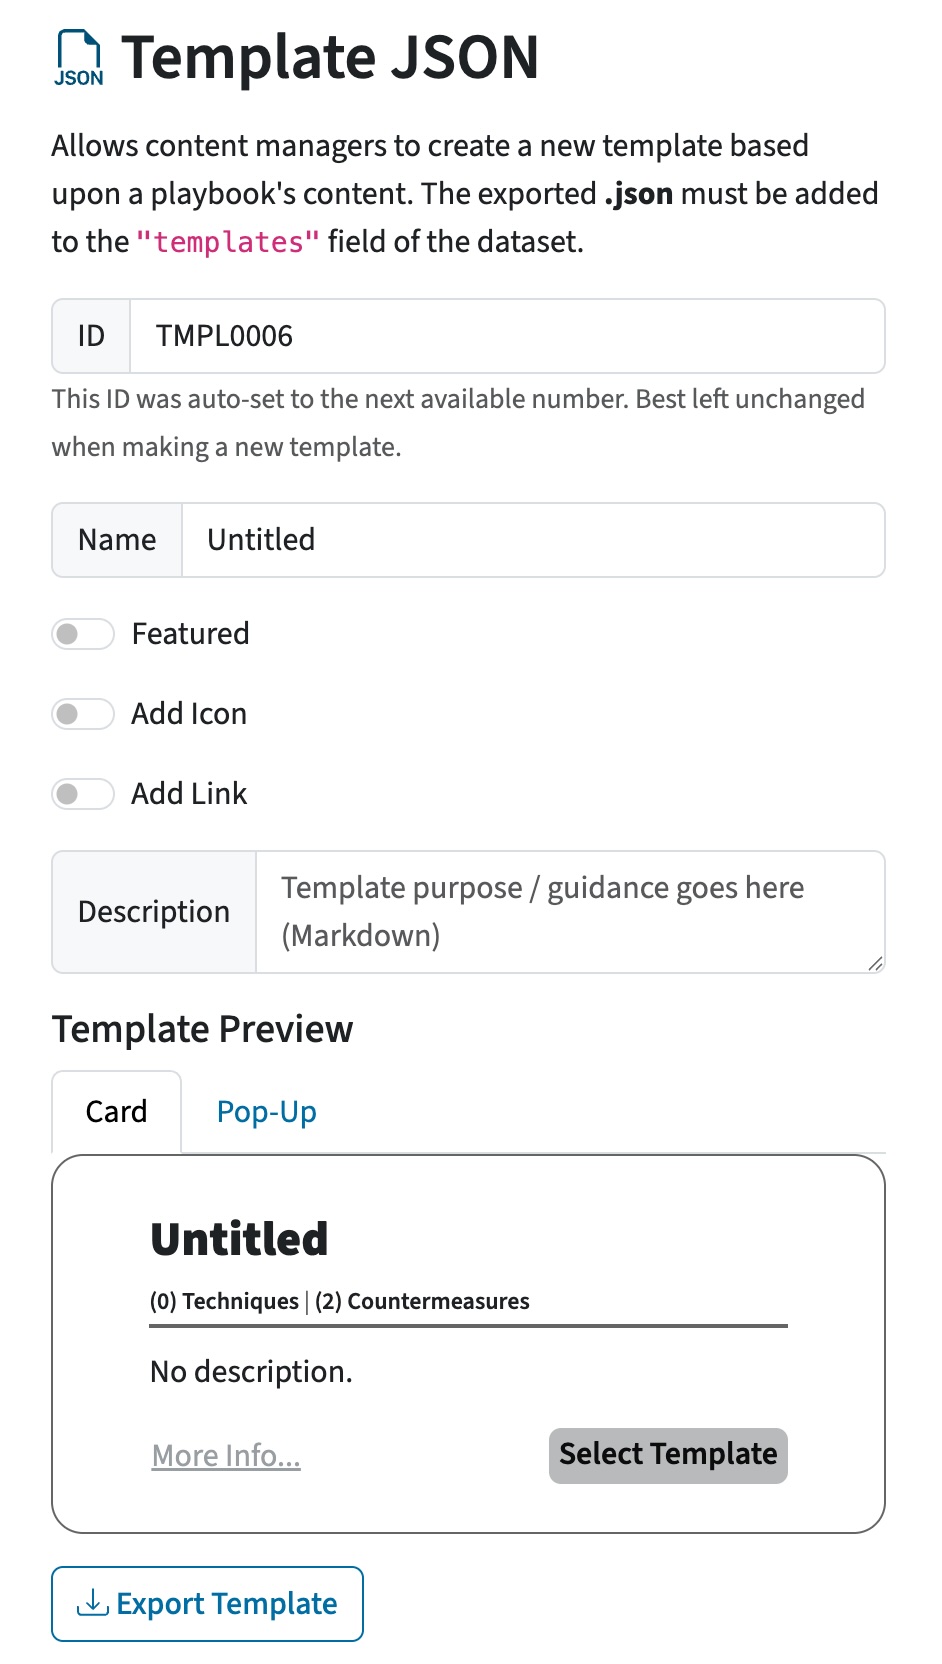 JSON
Template JSON
Allows content managers to create a new template based
upon a playbook's content. The exported .json must be added
to the "templates" field of the dataset.
ID
TMPL0006
This ID was auto-set to the next available number. Best left unchanged
when making a new template.
Name
Untitled
Featured
Add Icon
Add Link
Description
Template purpose / guidance goes here
(Markdown)
Template Preview
Card
Pop-Up
Untitled
(0) Techniques | (2) Countermeasures
No description.
More Info...
Select Template
Export Template